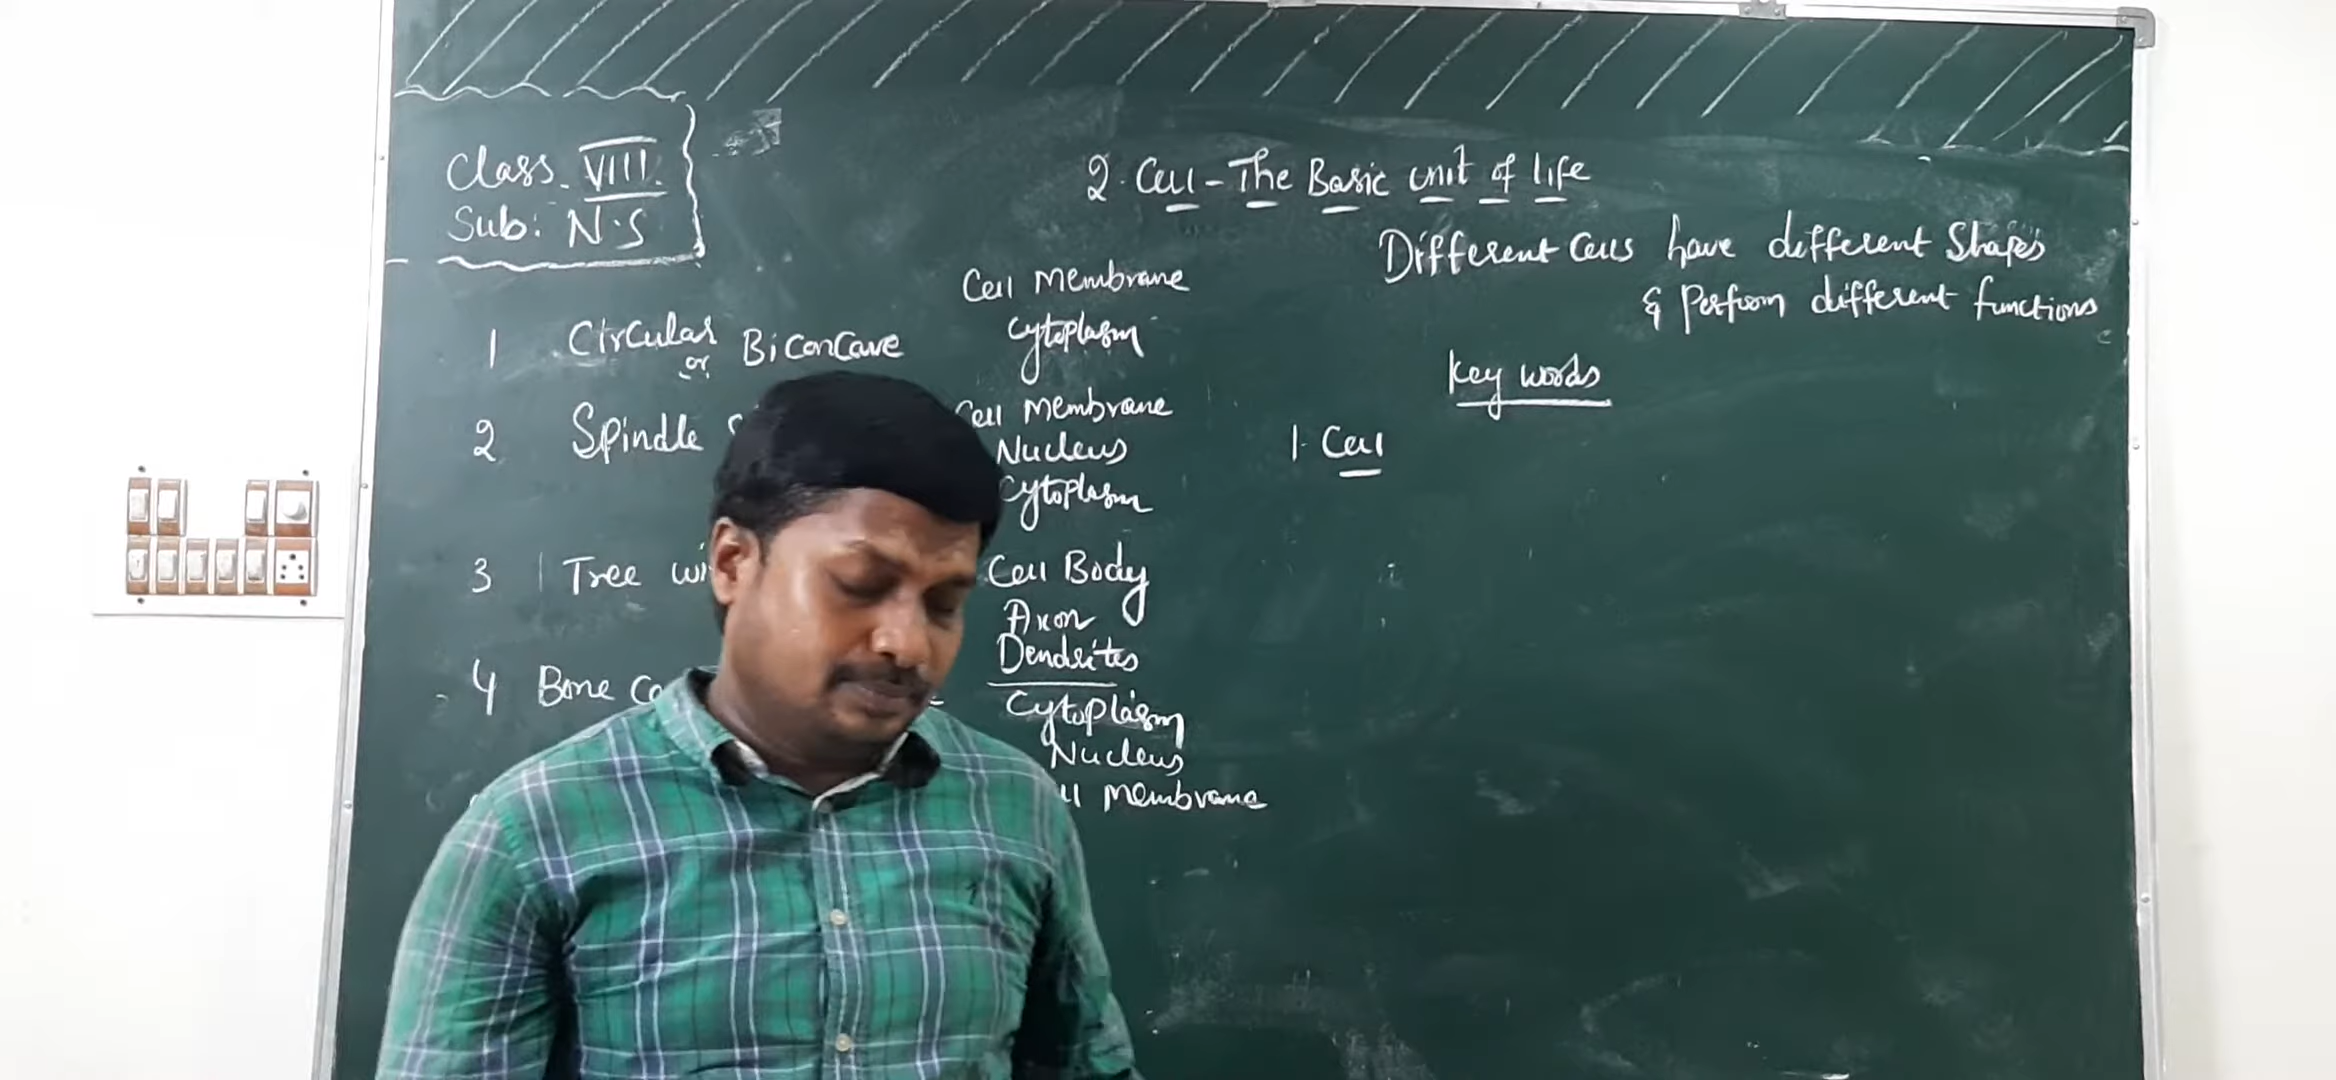 Class VIII.
Sub: N.S
2. Cell - The Basic unit of life
Different Cells have different Shapes
& Perform different functions
1 Circular or Biconcave
Cell Membrane
Cytoplasm
2 Spindle
Cell Membrane
Nucleus
Cytoplasm
3 Tree
Cell Body
Axon
Dendrites
4 Bone
Cytoplasm
Nucleus
Membrane
Key words
1. Cell